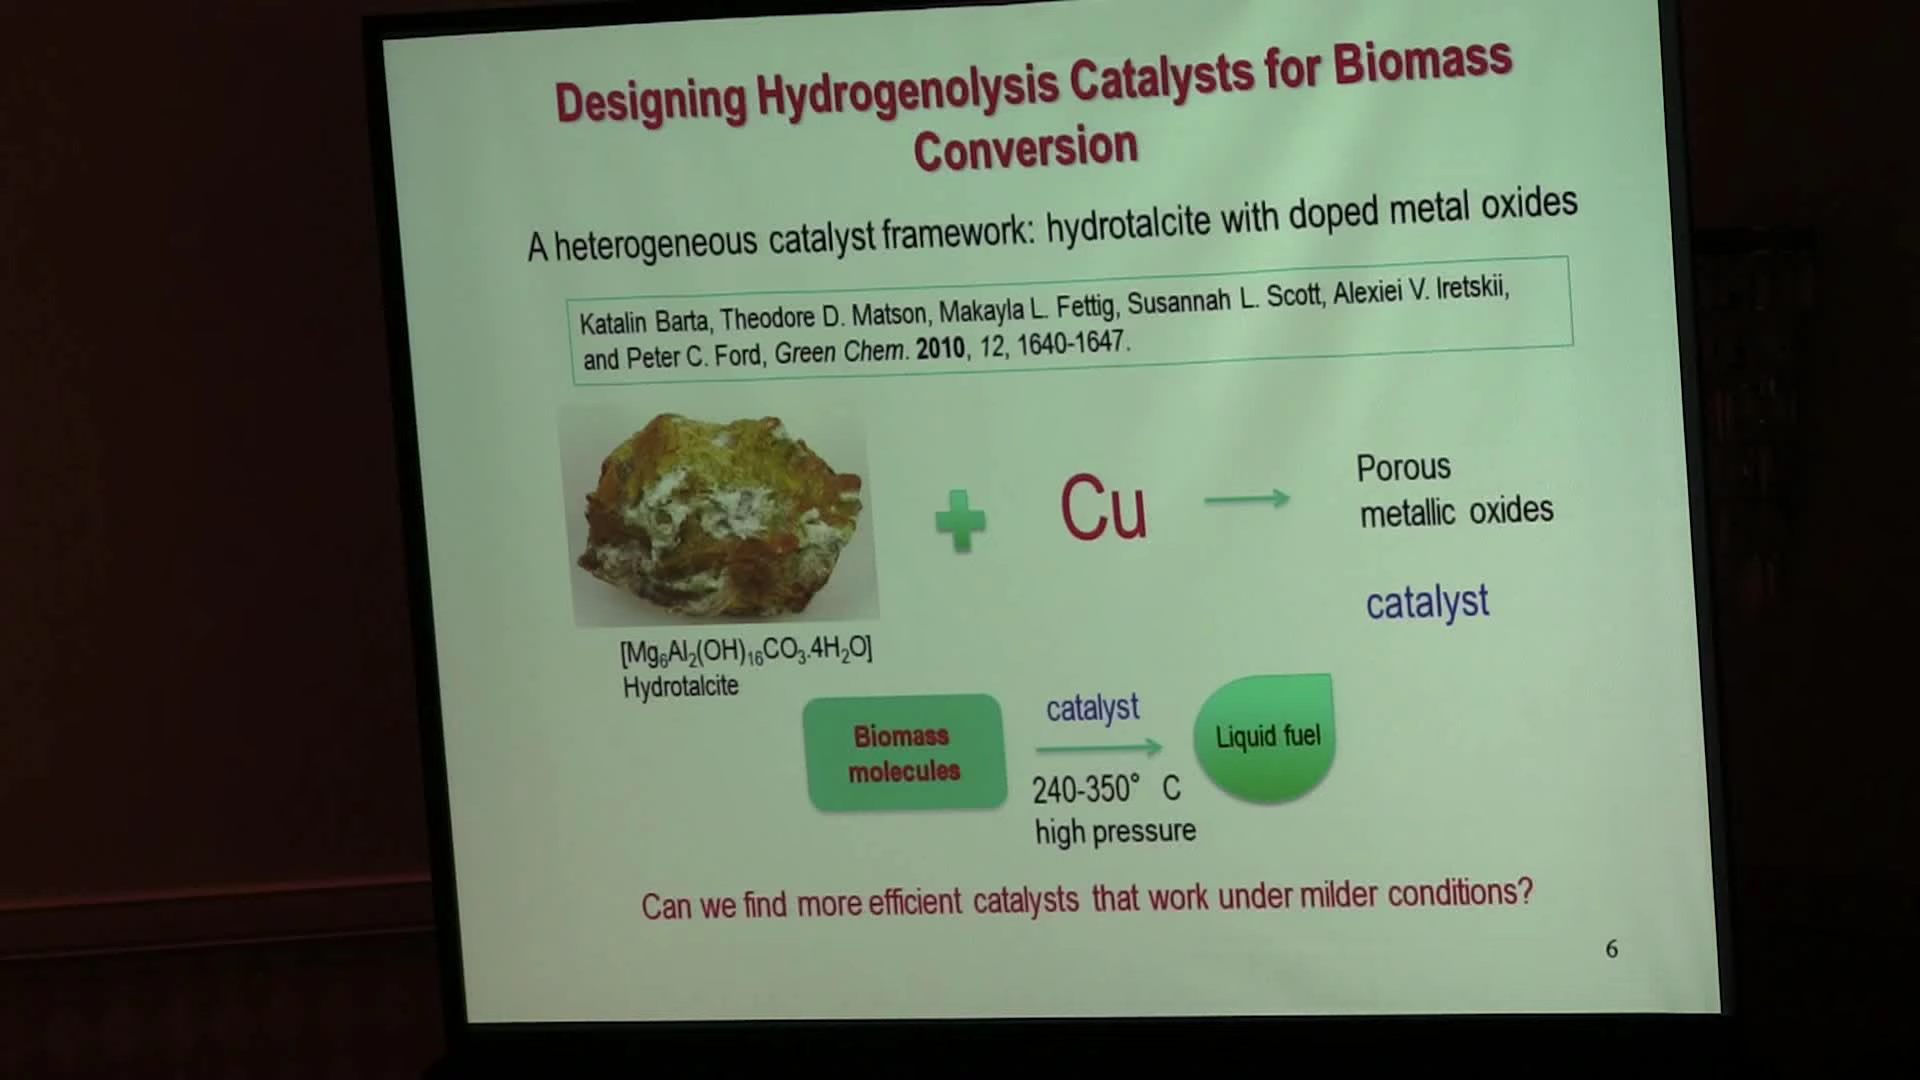 Designing Hydrogenolysis Catalysts for Biomass
Conversion
A heterogeneous catalyst framework: hydrotalcite with doped metal oxides
Katalin Barta, Theodore D. Matson, Makayla L. Fettig, Susannah L. Scott, Alexiei V. Iretskii,
and Peter C. Ford, Green Chem. 2010, 12, 1640-1647.
Cu
Porous
metallic oxides
catalyst
[Mg₆Al₂(OH)₁₆CO₃.4H₂O]
Hydrotalcite
Biomass
molecules
catalyst
240-350° C
high pressure
Liquid fuel
Can we find more efficient catalysts that work under milder conditions?
6